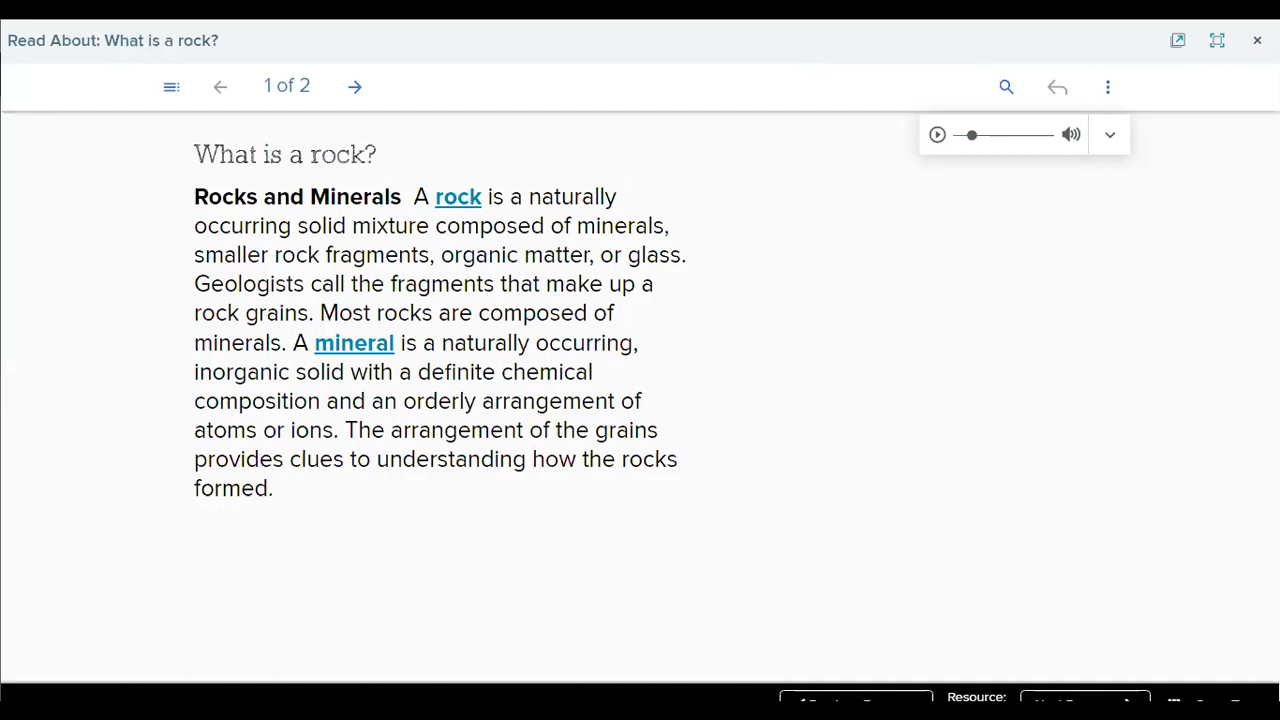 Read About: What is a rock?
1 of 2
What is a rock?
Rocks and Minerals A rock is a naturally
occurring solid mixture composed of minerals,
smaller rock fragments, organic matter, or glass.
Geologists call the fragments that make up a
rock grains. Most rocks are composed of
minerals. A mineral is a naturally occurring,
inorganic solid with a definite chemical
composition and an orderly arrangement of
atoms or ions. The arrangement of the grains
provides clues to understanding how the rocks
formed.
Resource: